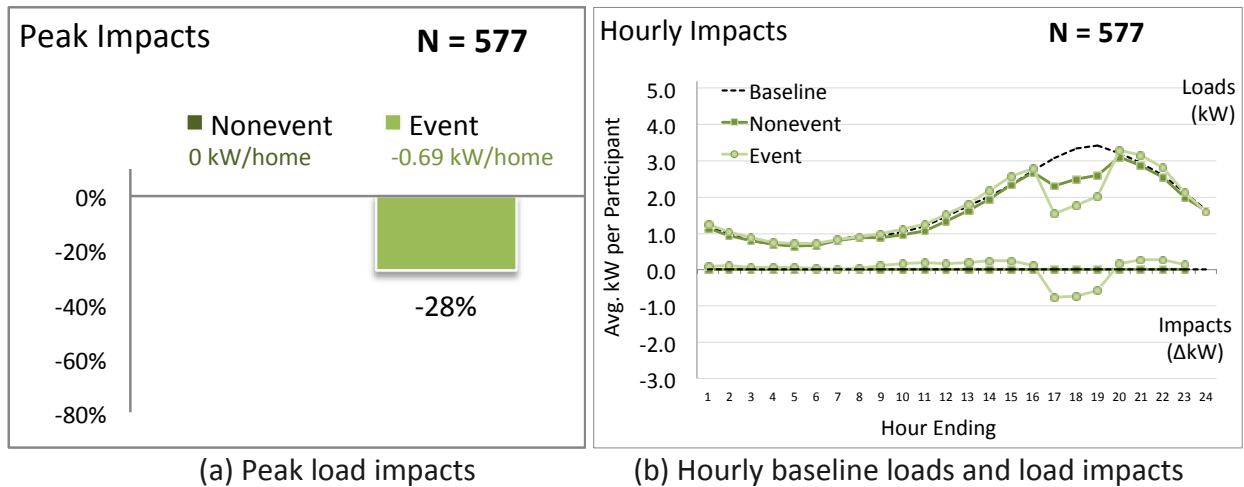 Peak Impacts
N = 577
Nonevent
Event
0 kW/home
-0.69 kW/home
0%
-20%
-40%
-60%
-80%
-28%
(a) Peak load impacts
Hourly Impacts
N = 577
Baseline
Nonevent
Event
Loads
(kW)
Avg. kW per Participant
5.0
4.0
3.0
2.0
1.0
0.0
-1.0
-2.0
-3.0
Impacts
(ΔkW)
1 2 3 4 5 6 7 8 9 10 11 12 13 14 15 16 17 18 19 20 21 22 23 24
Hour Ending
(b) Hourly baseline loads and load impacts